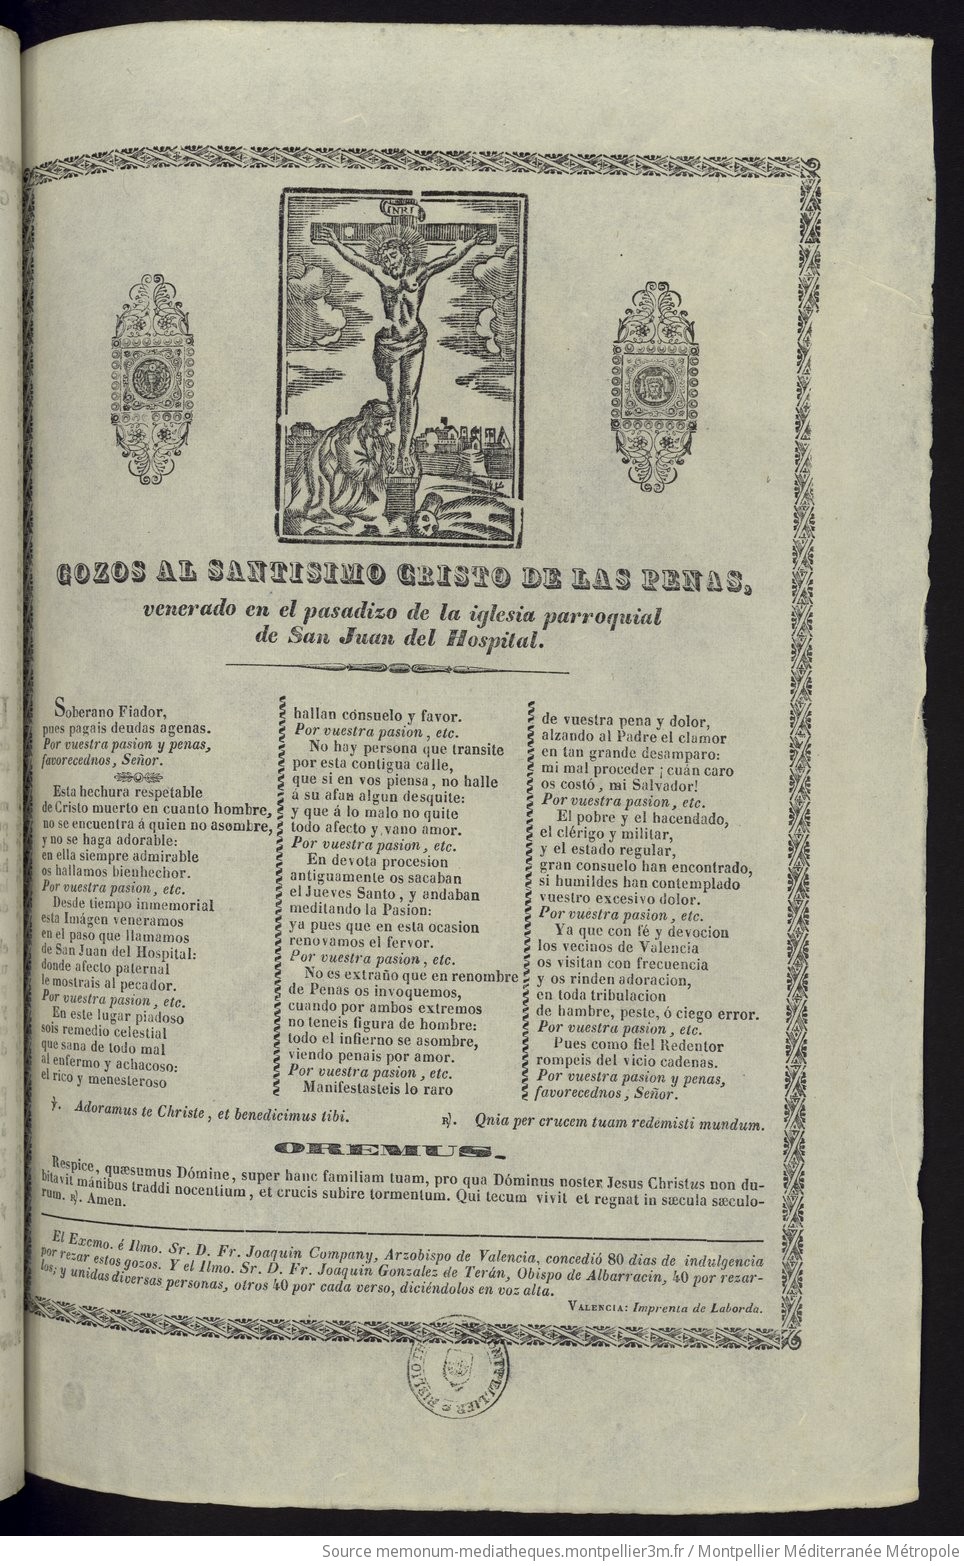 INRI
GOZOS AL SANTISIMO CRISTO DE LAS PENAS,
venerado en el pasadizo de la iglesia parroquial
de San Juan del Hospital.
Soberano Fiador,
pues pagais deudas agenas.
Por vuestra pasion y penas,
favorecednos, Señor.
Esta hechura respetable
de Cristo muerto en cuanto hombre,
no se encuentra á quien no asombre,
y no se haga adorable:
en ella siempre admirable
os hallamos bienhechor.
Por vuestra pasion, etc.
Desde tiempo inmemorial
esta Imágen veneramos
en el paso que llamamos
de San Juan del Hospital:
donde afecto paternal
le mostrais al pecador.
Por vuestra pasion, etc.
En este lugar piadoso
sois remedio celestial
que sana de todo mal
al enfermo y achacoso:
el rico y menesteroso
hallan consuelo y favor.
Por vuestra pasion, etc.
No hay persona que transite
por esta contigua calle,
que si en vos piensa, no halle
á su afan algun desquite:
y que á lo malo no quite
todo afecto y vano amor.
Por vuestra pasion, etc.
En devota procesion
antiguamente os sacaban
el Jueves Santo, y andaban
meditando la Pasion:
ya pues que en esta ocasion
renovamos el fervor.
Por vuestra pasion, etc.
No es extraño que en renombre
de Penas os invoquemos,
cuando por ambos extremos
no teneis figura de hombre:
todo el infierno se asombre,
viendo penais por amor.
Por vuestra pasion, etc.
Manifestasteis lo raro
de vuestra pena y dolor,
alzando al Padre el clamor
en tan grande desamparo:
mi mal proceder ¡cuán caro
os costó, mi Salvador!
Por vuestra pasion, etc.
El pobre y el hacendado,
el clérigo y militar,
y el estado regular,
gran consuelo han encontrado,
si humildes han contemplado
vuestro excesivo dolor.
Por vuestra pasion, etc.
Ya que con fé y devocion
los vecinos de Valencia
os visitan con frecuencia
y os rinden adoracion,
en toda tribulacion
de hambre, peste, ó ciego error.
Por vuestra pasion, etc.
Pues como fiel Redentor
rompeis del vicio cadenas.
Por vuestra pasion y penas,
favorecednos, Señor.
℣. Adoramus te Christe, et benedicimus tibi.
℟. Qnia per crucem tuam redemisti mundum.
OREMUS.
Respice, quæsumus Dómine, super hanc familiam tuam, pro qua Dóminus noster Jesus Christus non du-
bitavit mánibus traddi nocentium, et crucis subire tormentum. Qui tecum vivit et regnat in sæcula sæculo-
rum. ℟. Amen.
El Excmo. é Ilmo. Sr. D. Fr. Joaquin Company, Arzobispo de Valencia, concedió 80 dias de indulgencia
por rezar estos gozos. Y el Ilmo. Sr. D. Fr. Joaquin Gonzalez de Terán, Obispo de Albarracin, 40 por rezar-
los; y unidas diversas personas, otros 40 por cada verso, diciéndolos en voz alta.
VALENCIA: Imprenta de Laborda.
Source memonum-mediatheques.montpellier3m.fr / Montpellier Méditerranée Métropole